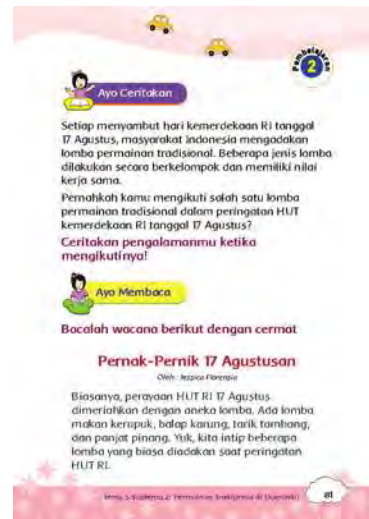 Pembelajaran
2
Ayo Ceritakan
Setiap menyambut hari kemerdekaan RI tanggal
17 Agustus, masyarakat Indonesia mengadakan
lomba permainan tradisional. Beberapa jenis lomba
dilakukan secara berkelompok dan memiliki nilai
kerja sama.
Pernahkah kamu mengikuti salah satu lomba
permainan tradisional dalam peringatan HUT
kemerdekaan RI tanggal 17 Agustus?
Ceritakan pengalamanmu ketika
mengikutinya!
Ayo Membaca
Bacalah wacana berikut dengan cermat
Pernak-Pernik 17 Agustusan
Oleh : Jessica Florensia
Biasanya, perayaan HUT RI 17 Agustus
dimeriahkan dengan aneka lomba. Ada lomba
makan kerupuk, balap karung, tarik tambang,
dan panjat pinang. Yuk, kita intip beberapa
lomba yang biasa diadakan saat peringatan
HUT RI.
Subtema 2: Permainan Tradisional di
81